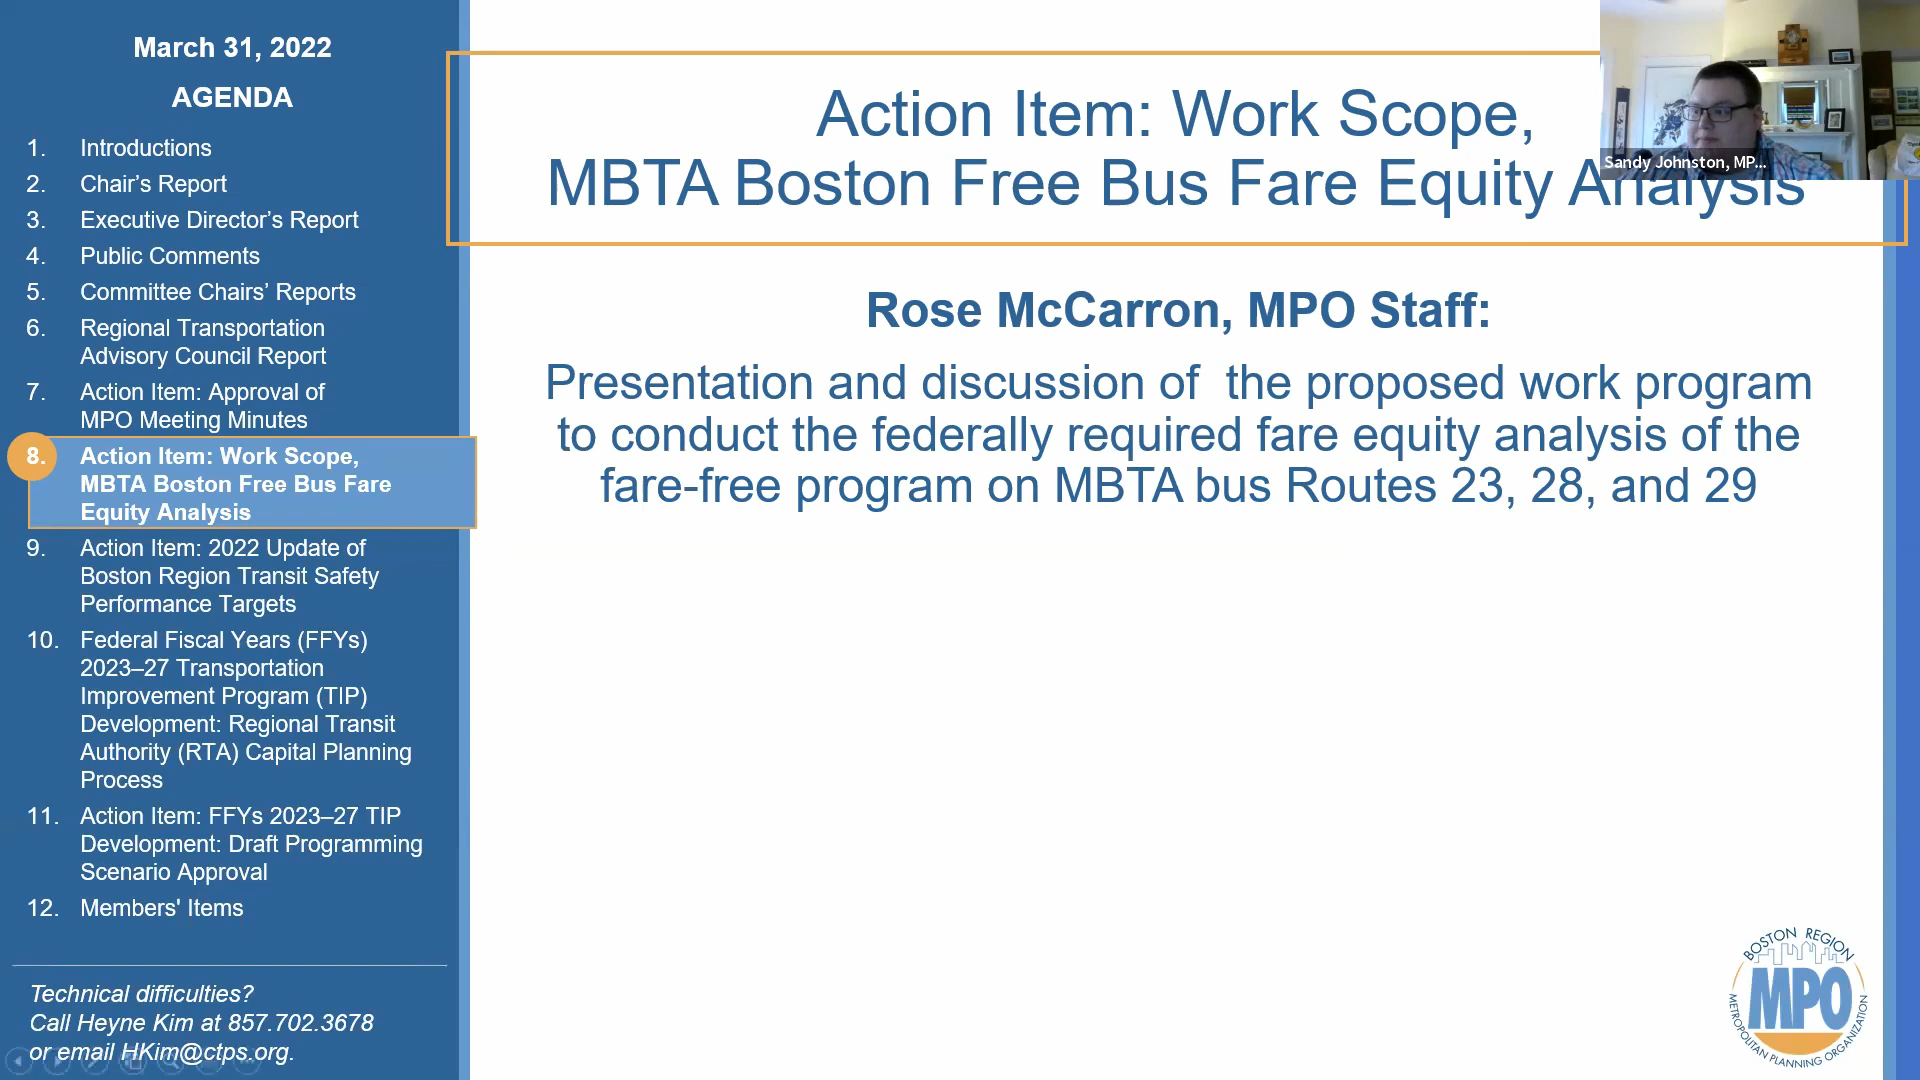 March 31, 2022
AGENDA
1. Introductions
2. Chair’s Report
3. Executive Director’s Report
4. Public Comments
5. Committee Chairs’ Reports
6. Regional Transportation
Advisory Council Report
7. Action Item: Approval of
MPO Meeting Minutes
8. Action Item: Work Scope,
MBTA Boston Free Bus Fare
Equity Analysis
9. Action Item: 2022 Update of
Boston Region Transit Safety
Performance Targets
10. Federal Fiscal Years (FFYs)
2023–27 Transportation
Improvement Program (TIP)
Development: Regional Transit
Authority (RTA) Capital Planning
Process
11. Action Item: FFYs 2023–27 TIP
Development: Draft Programming
Scenario Approval
12. Members' Items
Technical difficulties?
Call Heyne Kim at 857.702.3678
or email HKim@ctps.org.
Action Item: Work Scope,
MBTA Boston Free Bus Fare Equity Analysis
Sandy Johnston, MP...
Rose McCarron, MPO Staff:
Presentation and discussion of  the proposed work program
to conduct the federally required fare equity analysis of the
fare-free program on MBTA bus Routes 23, 28, and 29
BOSTON REGION
MPO
METROPOLITAN PLANNING ORGANIZATION